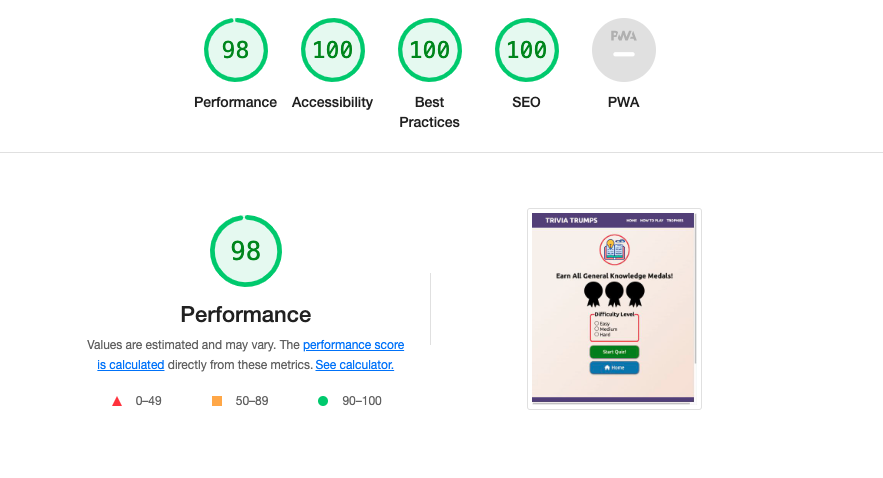 98
100
100
100
PWA
Performance
Accessibility
Best
Practices
SEO
PWA
98
Performance
Values are estimated and may vary. The performance score
is calculated directly from these metrics. See calculator.
0–49
50–89
90–100
TRIVIA TRUMPS
HOME HOW TO PLAY TROPHIES
Earn All General Knowledge Medals!
Difficulty Level
Easy
Medium
Hard
Start Quiz!
Home